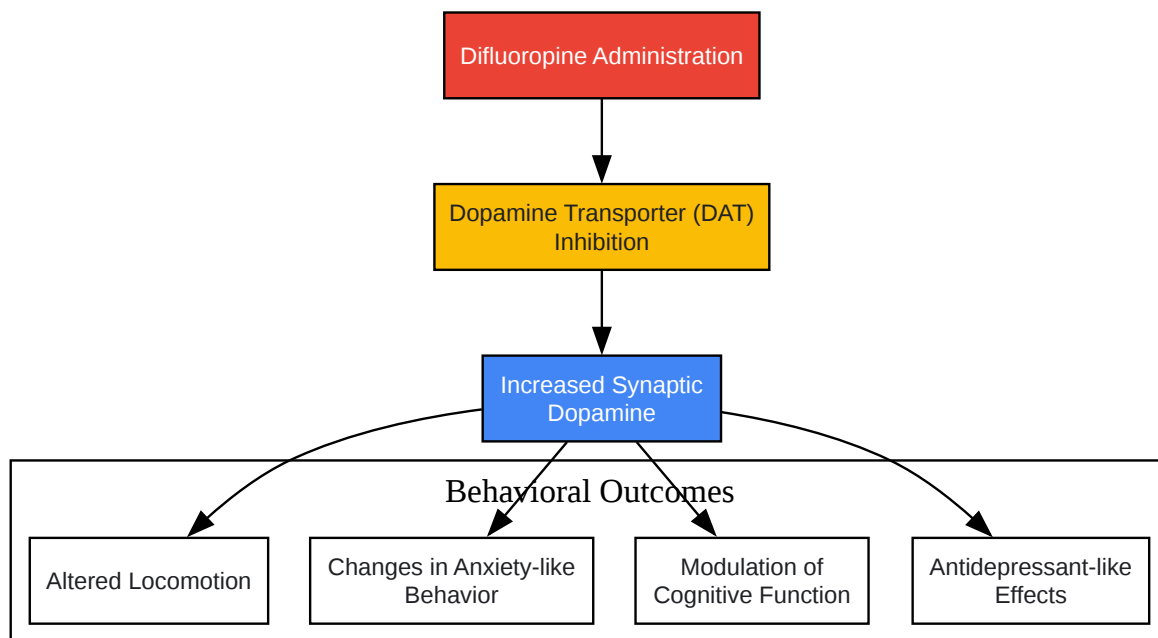 Difluoropine Administration
Dopamine Transporter (DAT)
Inhibition
Increased Synaptic
Dopamine
Behavioral Outcomes
Altered Locomotion
Changes in Anxiety-like
Behavior
Modulation of
Cognitive Function
Antidepressant-like
Effects